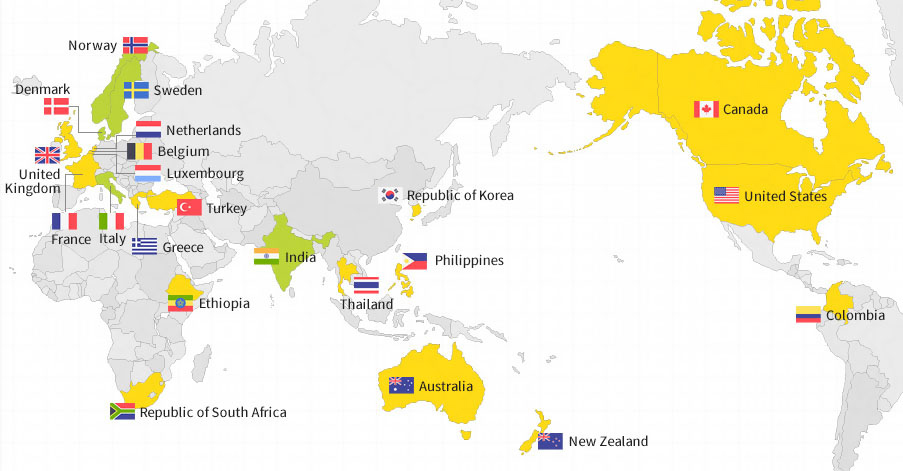 Norway
Denmark
Sweden
Netherlands
Belgium
United
Kingdom
Luxembourg
Turkey
France
Italy
Greece
Ethiopia
Republic of South Africa
India
Republic of Korea
Philippines
Thailand
Australia
New Zealand
Canada
United States
Colombia